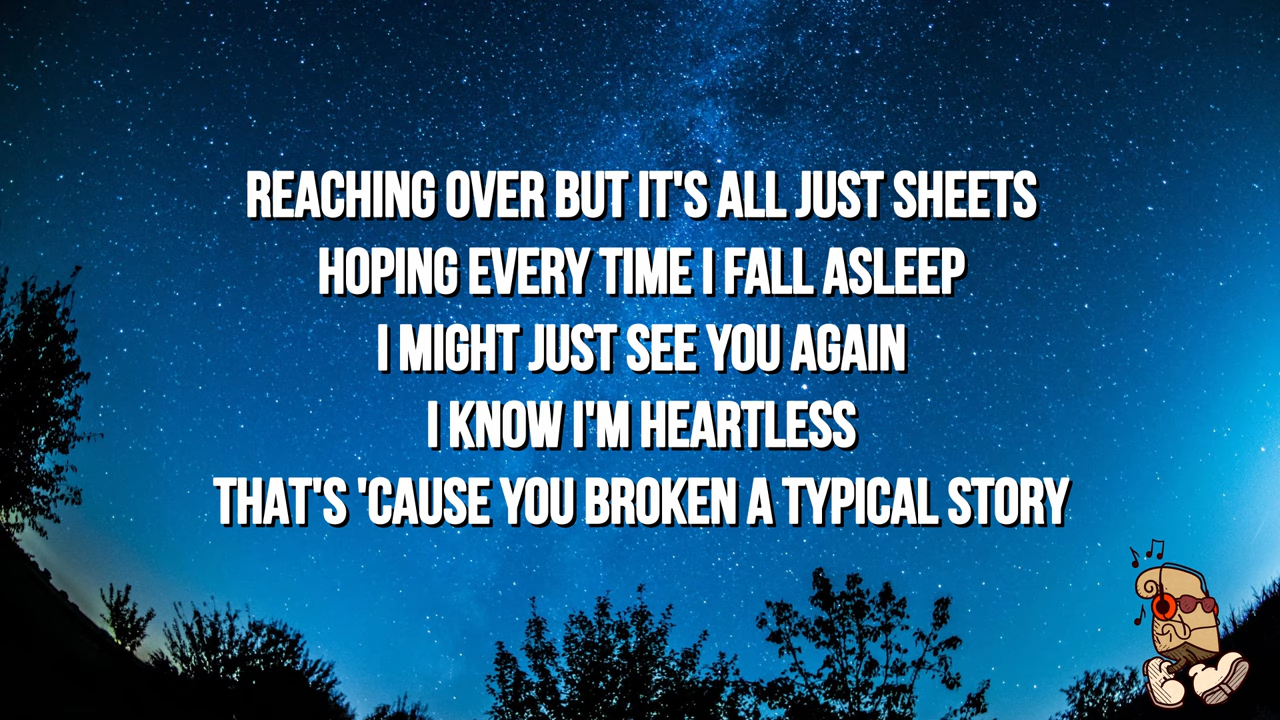 REACHING OVER BUT IT'S ALL JUST SHEETS
HOPING EVERY TIME I FALL ASLEEP
I MIGHT JUST SEE YOU AGAIN
I KNOW I'M HEARTLESS
THAT'S 'CAUSE YOU BROKEN A TYPICAL STORY